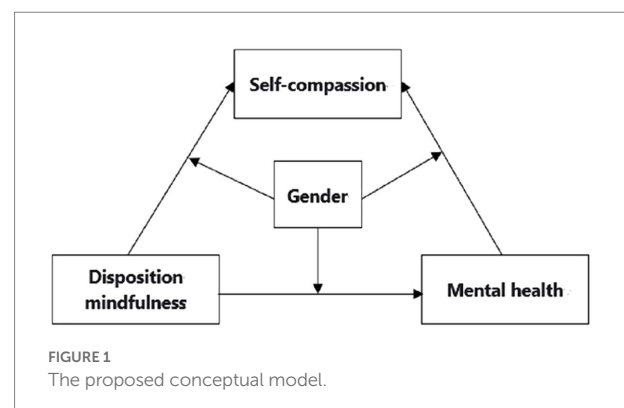 Self-compassion
Gender
Disposition
mindfulness
Mental health
FIGURE 1
The proposed conceptual model.